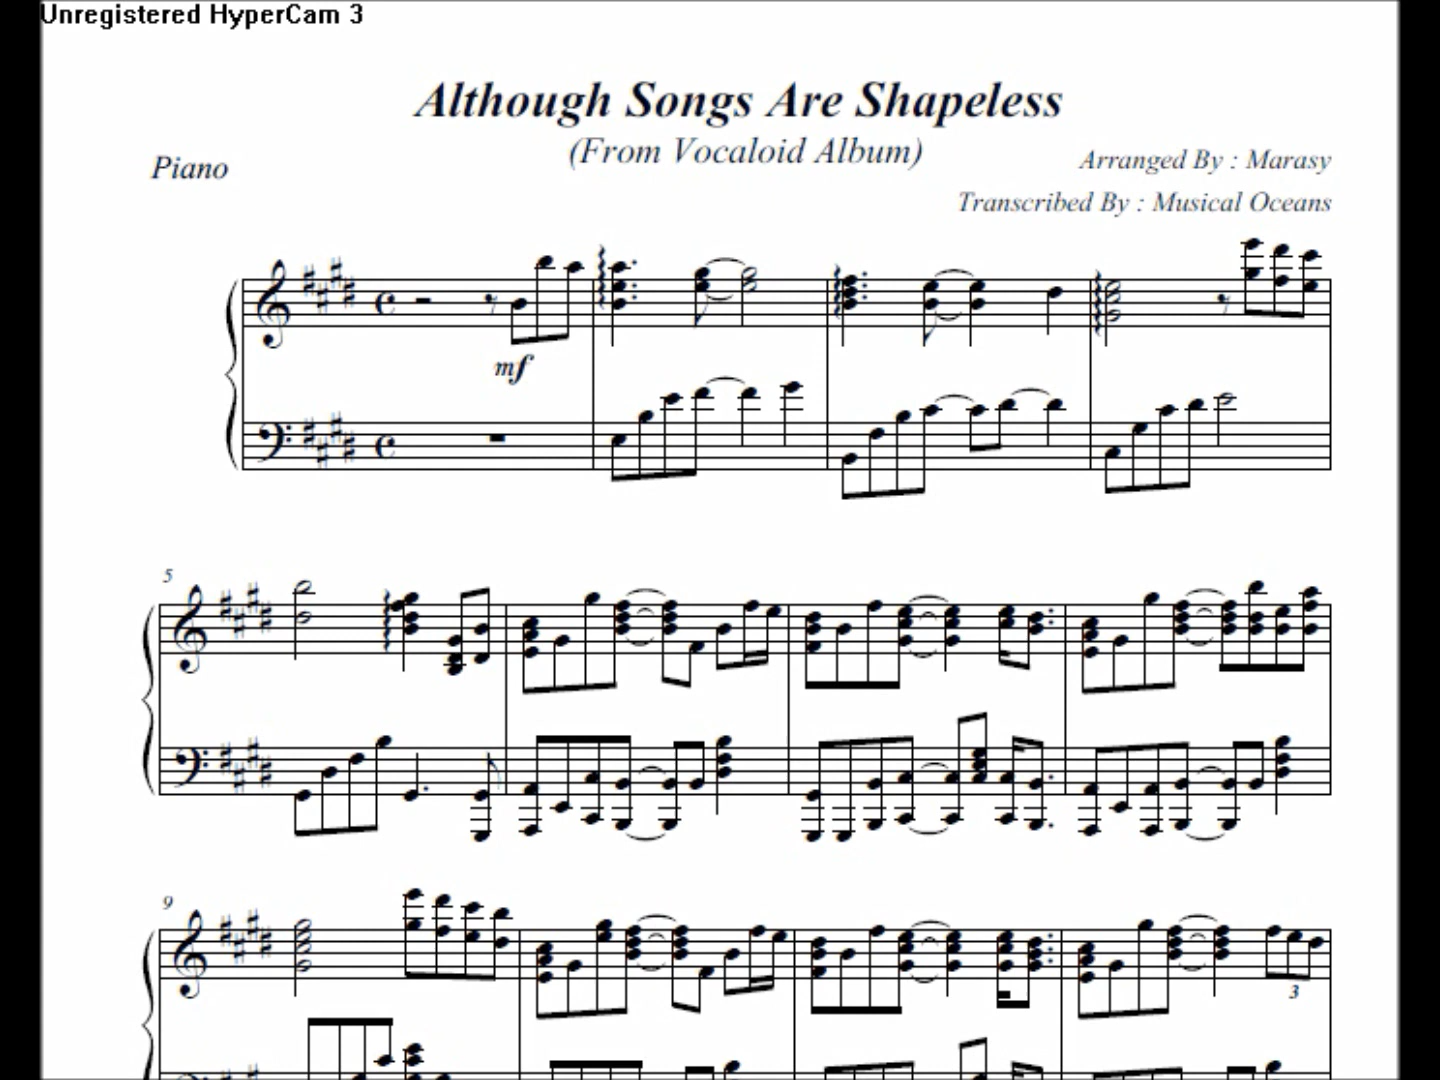 Unregistered HyperCam 3
Although Songs Are Shapeless
(From Vocaloid Album)
Piano
Arranged By : Marasy
Transcribed By : Musical Oceans
mf
5
9
3